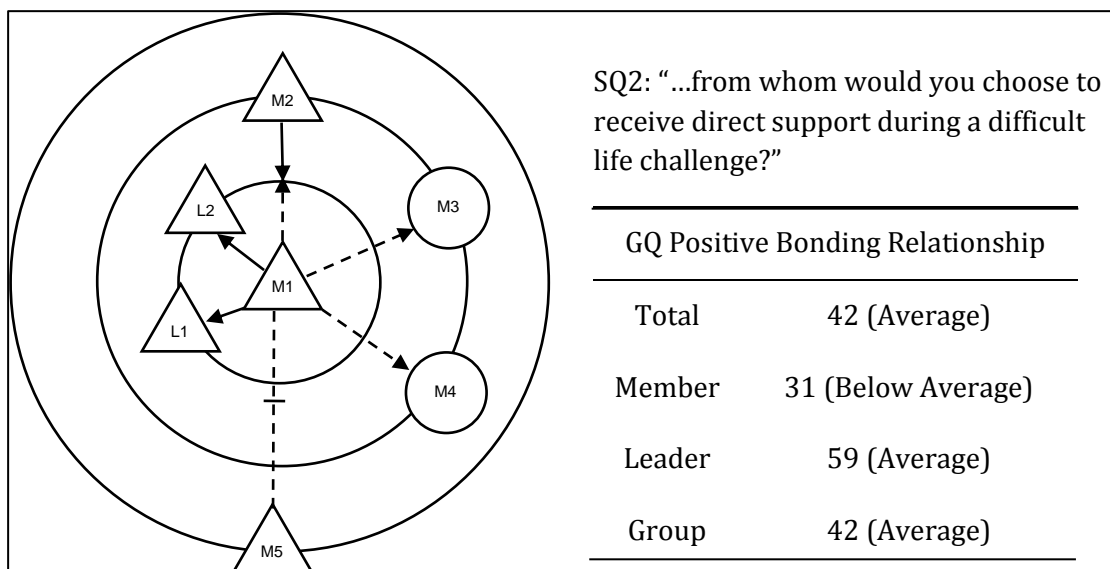 M2
L2
M3
M1
L1
M4
M5
SQ2: “…from whom would you choose to
receive direct support during a difficult
life challenge?”
GQ Positive Bonding Relationship
Total 42 (Average)
Member 31 (Below Average)
Leader 59 (Average)
Group 42 (Average)